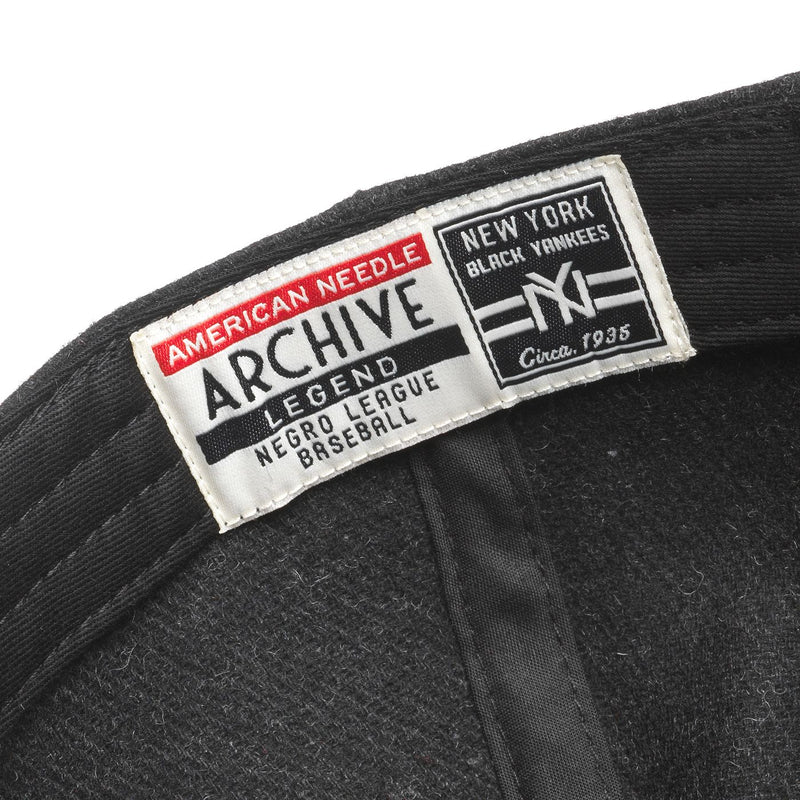 AMERICAN NEEDLE
ARCHIVE
LEGEND
NEGRO LEAGUE
BASEBALL
NEW YORK
BLACK YANKEES
NY
Circa. 1935